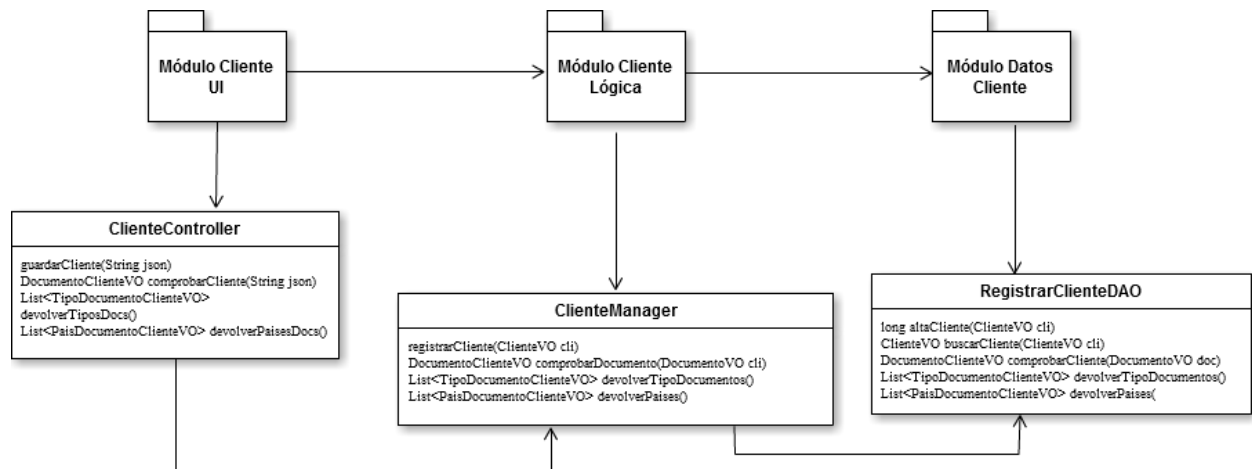 Módulo Cliente
UI
Módulo Cliente
Lógica
Módulo Datos
Cliente
ClienteController
guardarCliente(String json)
DocumentoClienteVO comprobarCliente(String json)
List<TipoDocumentoClienteVO>
devolverTiposDocs()
List<PaisDocumentoClienteVO> devolverPaisesDocs()
ClienteManager
registrarCliente(ClienteVO cli)
DocumentoClienteVO comprobarDocumento(DocumentoVO cli)
List<TipoDocumentoClienteVO> devolverTipoDocumentos()
List<PaisDocumentoClienteVO> devolverPaises()
RegistrarClienteDAO
long altaCliente(ClienteVO cli)
ClienteVO buscarCliente(ClienteVO cli)
DocumentoClienteVO comprobarCliente(DocumentoVO doc)
List<TipoDocumentoClienteVO> devolverTipoDocumentos()
List<PaisDocumentoClienteVO> devolverPaises(